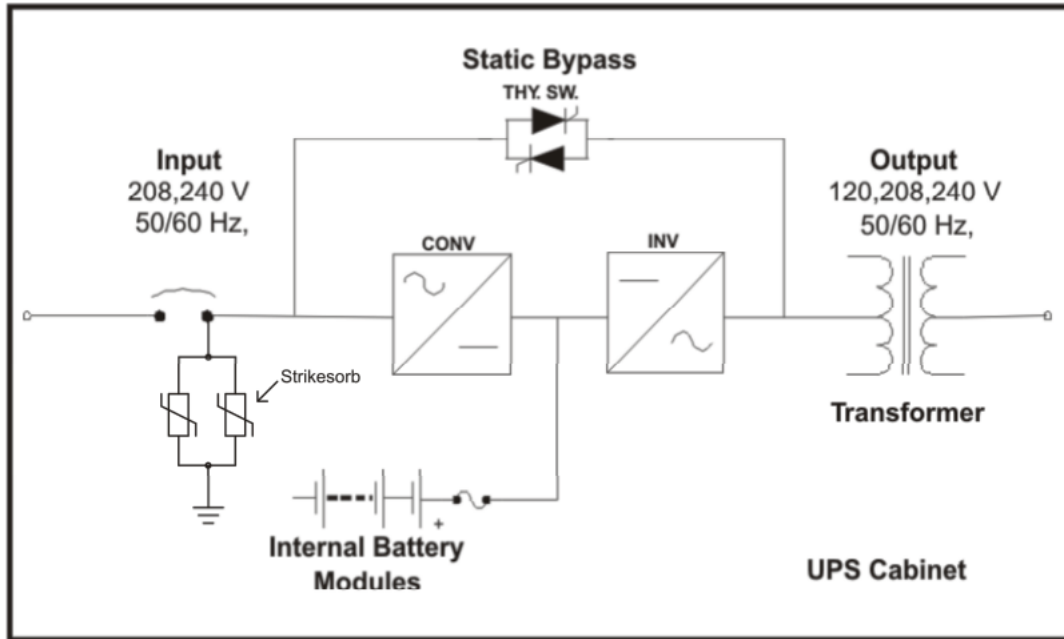 Static Bypass
THY. SW.
Input
208,240 V
50/60 Hz,
Output
120,208,240 V
50/60 Hz,
CONV
INV
Strikesorb
Transformer
+
Internal Battery
Modules
UPS Cabinet